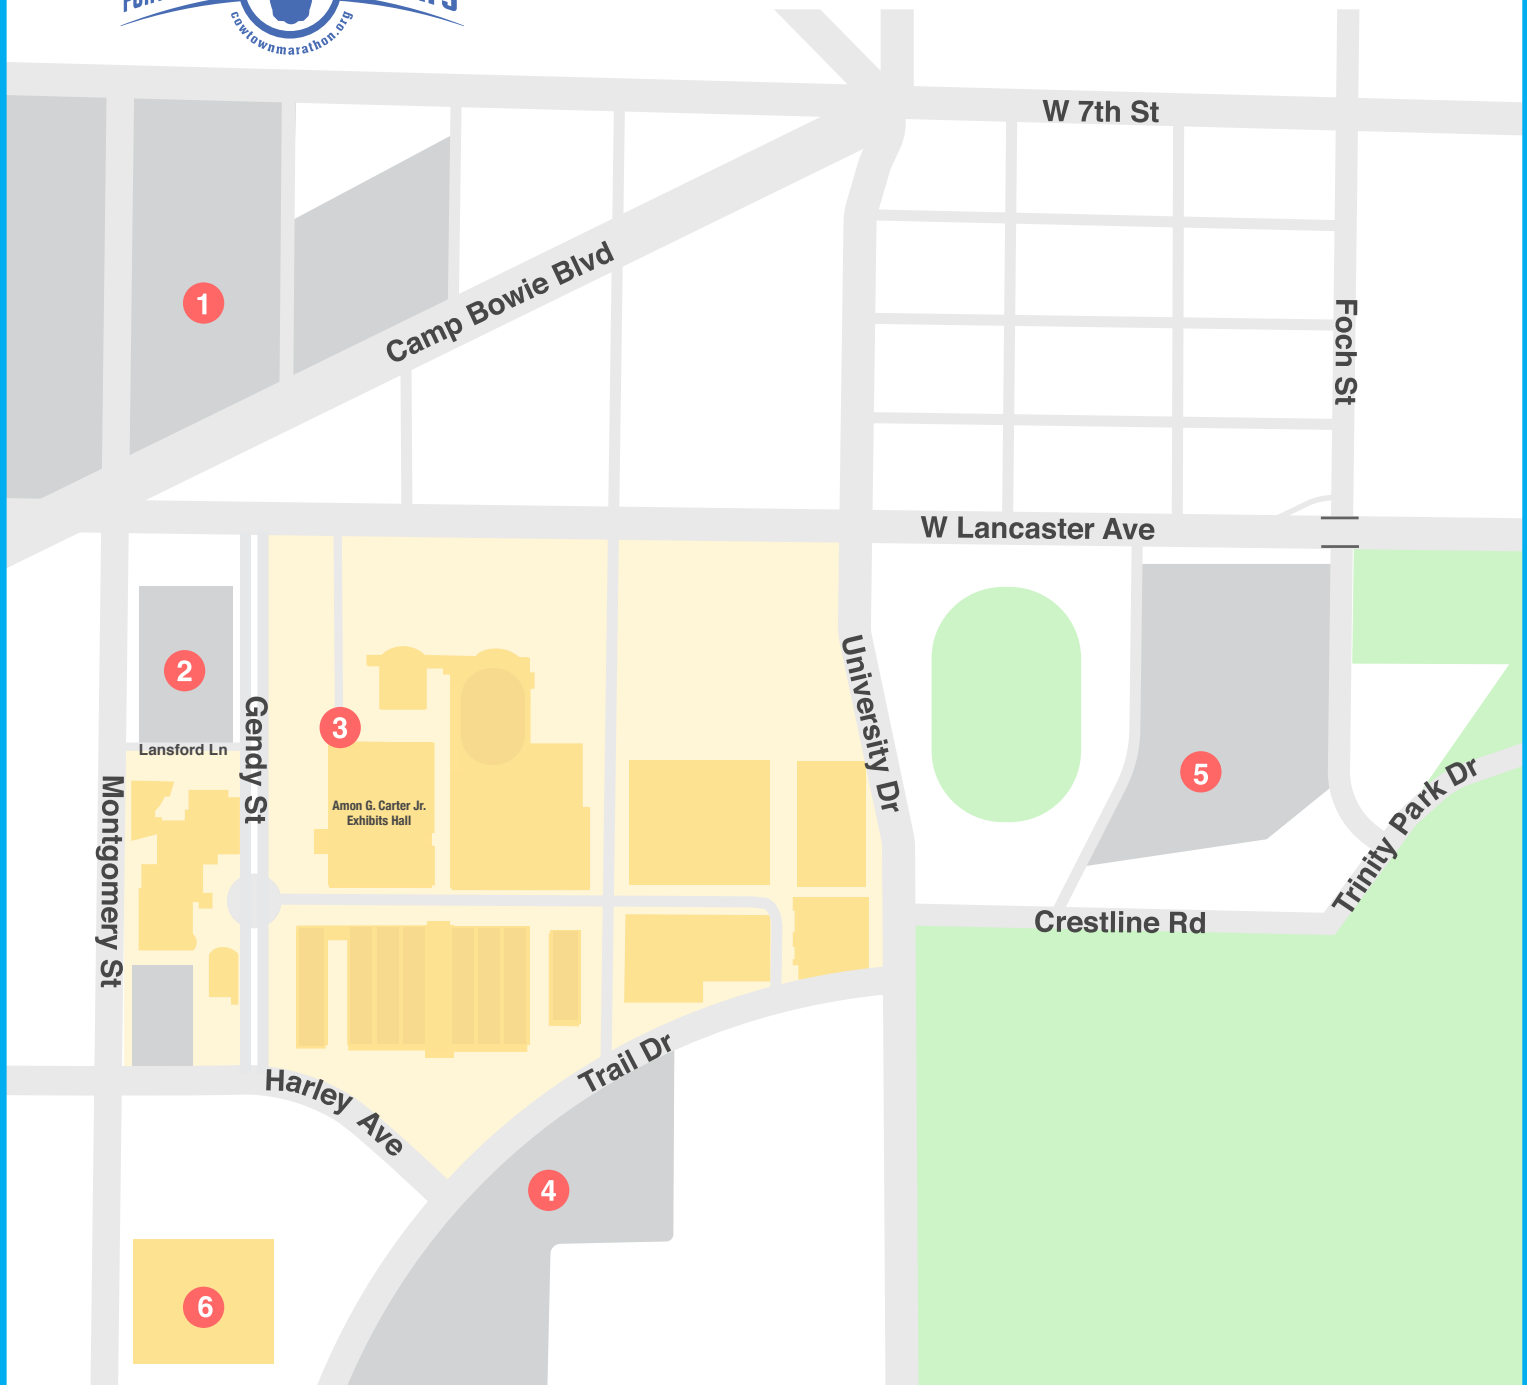 cowtownmarathon.org
W 7th St
Camp Bowie Blvd
Foch St
1
W Lancaster Ave
2
Gendy St
Lansford Ln
3
University Dr
Amon G. Carter Jr.
Exhibits Hall
Montgomery St
5
Trinity Park Dr
Crestline Rd
Trail Dr
Harley Ave
4
6